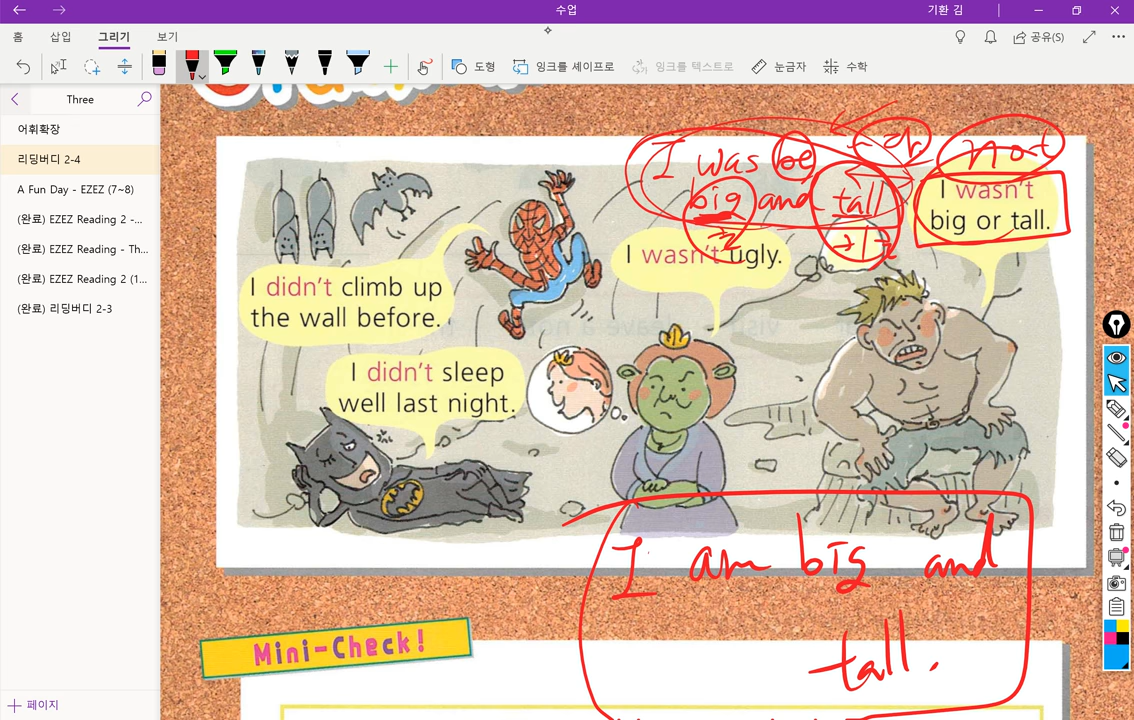 수업
기환 김
홈 삽입 그리기 보기
공유(S)
도형 잉크를 셰이프로 잉크를 텍스트로 눈금자 수학
Three
어휘확장
리딩버디 2-4
A Fun Day - EZEZ (7~8)
(완료) EZEZ Reading 2 -...
(완료) EZEZ Reading - Th...
(완료) EZEZ Reading 2 (1...
(완료) 리딩버디 2-3
페이지
I was be
big and tall
not
I wasn't
big or tall.
I wasn't ugly.
I didn't climb up
the wall before.
I didn't sleep
well last night.
I am big and
tall.
Mini-Check!